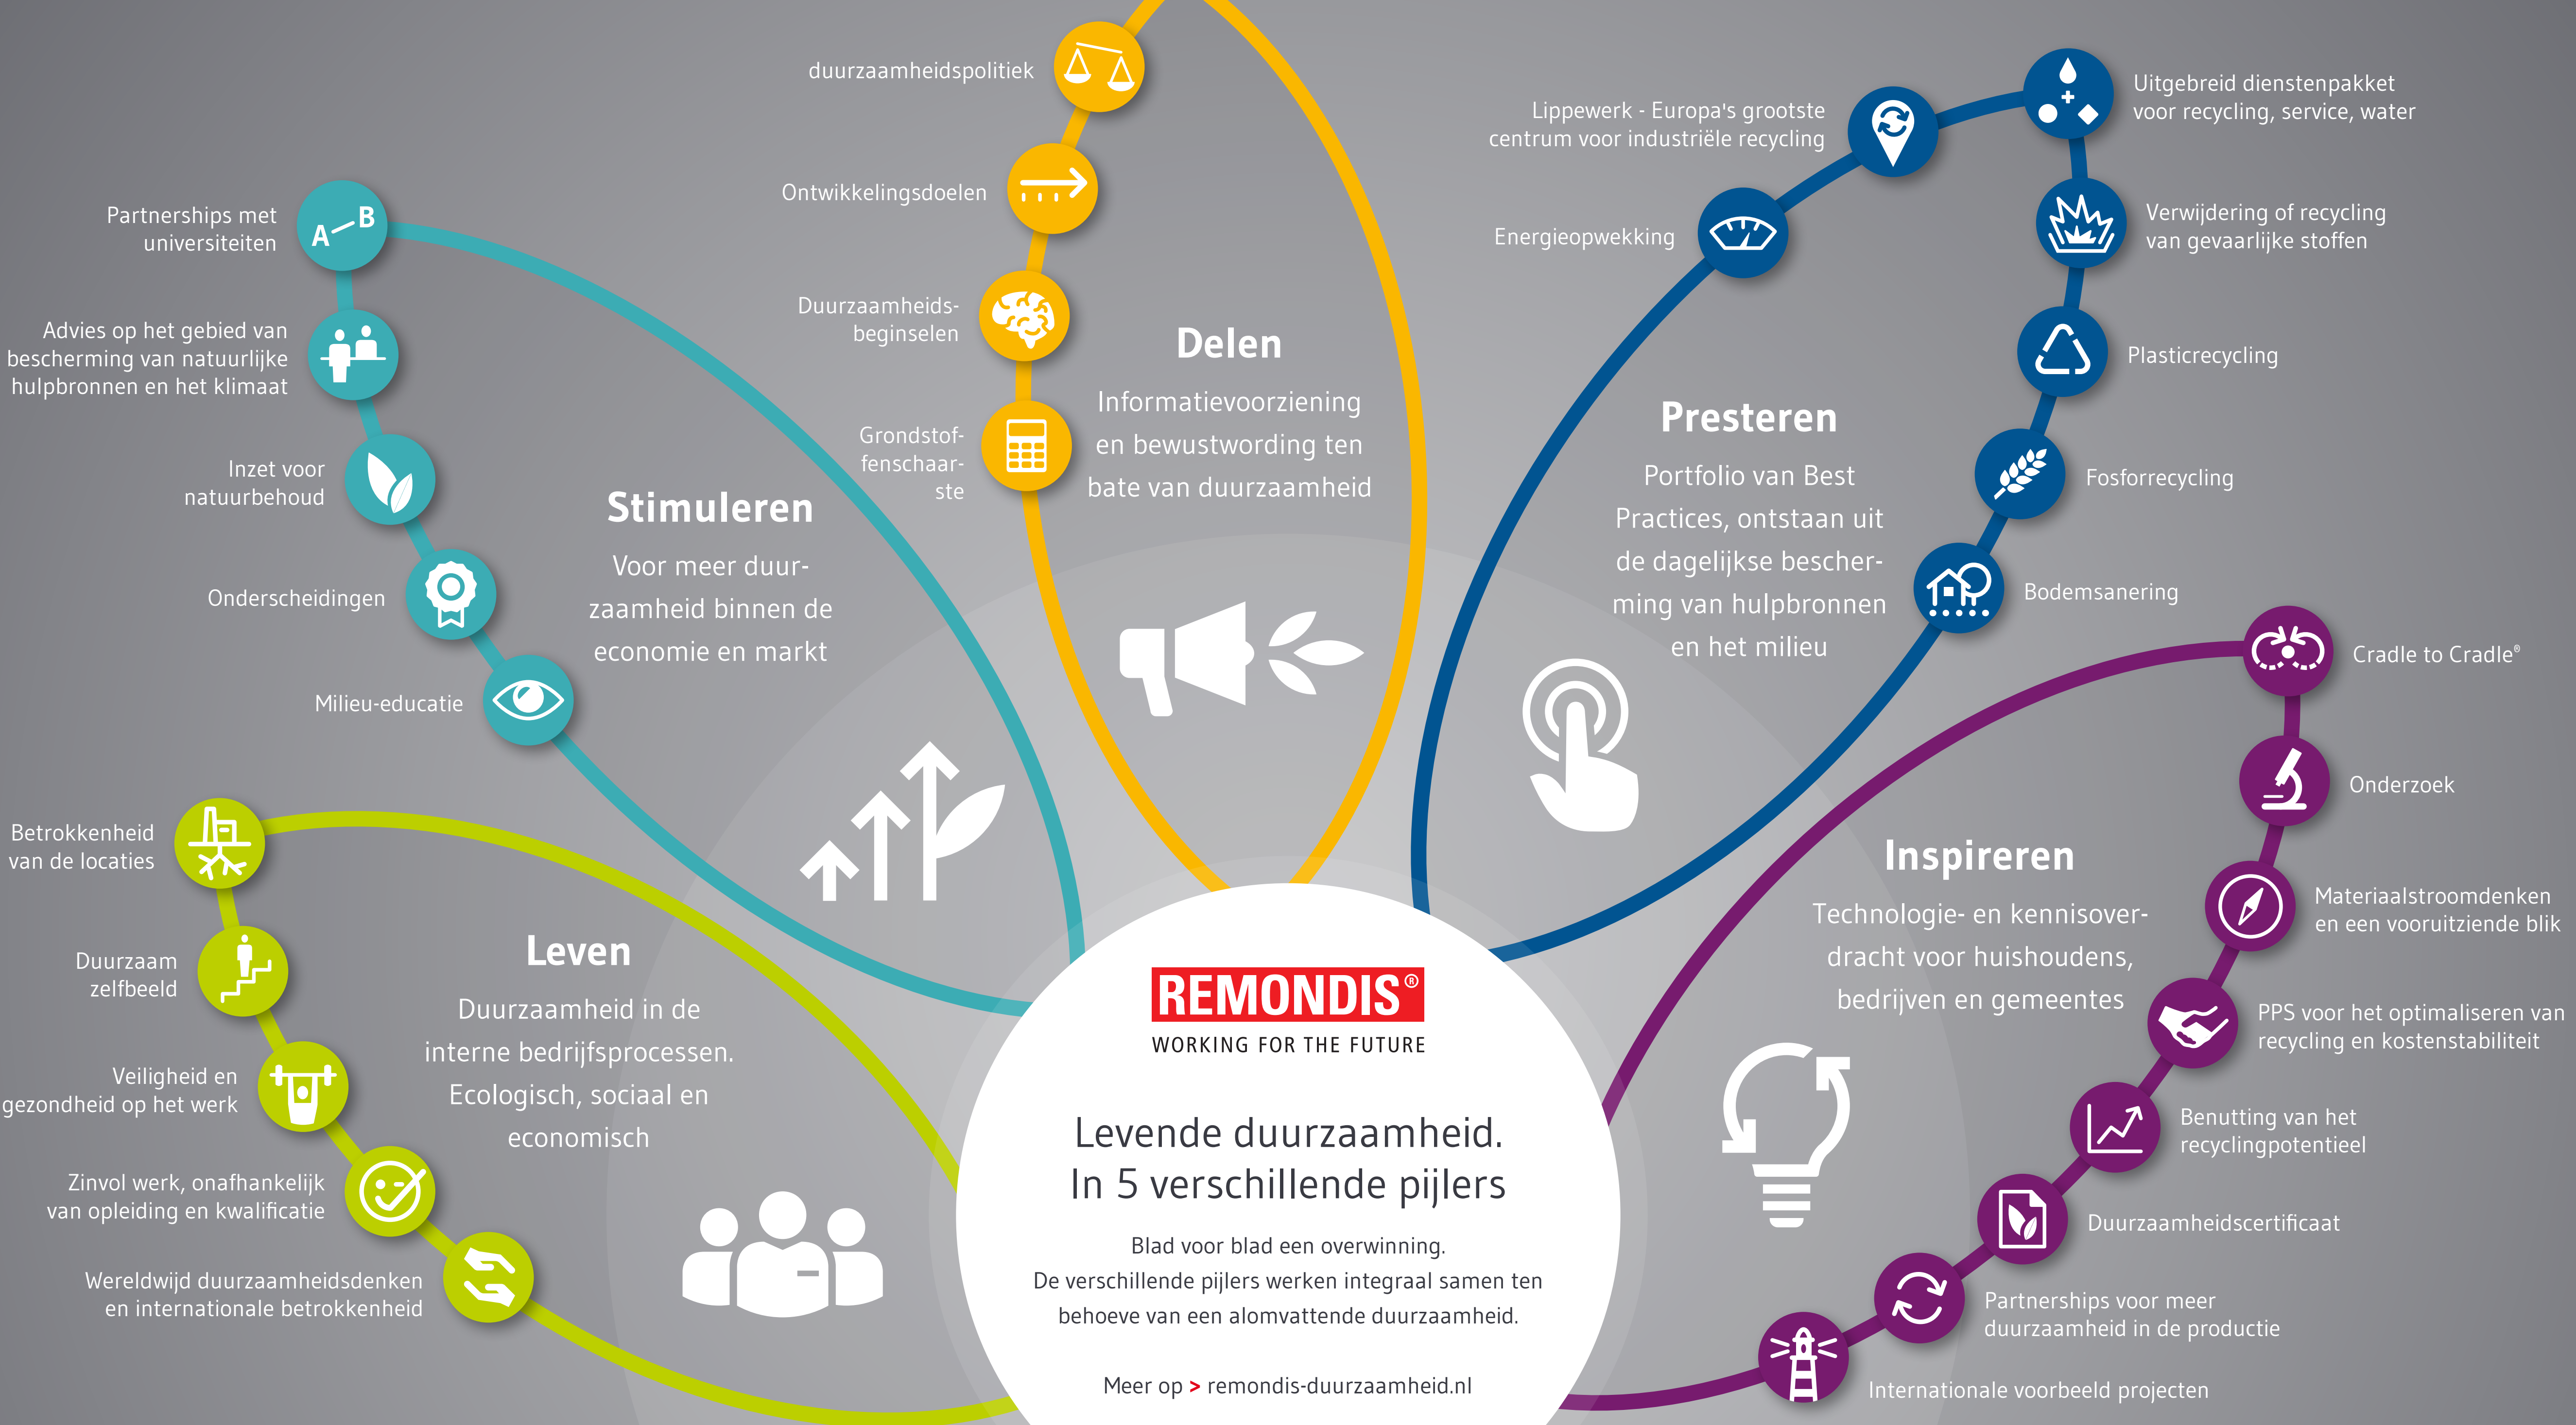 duurzaamheidspolitiek
Ontwikkelingsdoelen
Duurzaamheids-
beginselen
Grondstof-
fenschaar-
ste
Delen
Informatievoorziening
en bewustwording ten
bate van duurzaamheid
Partnerships met
universiteiten
A B
Advies op het gebied van
bescherming van natuurlijke
hulpbronnen en het klimaat
Inzet voor
natuurbehoud
Onderscheidingen
Milieu-educatie
Stimuleren
Voor meer duur-
zaamheid binnen de
economie en markt
Betrokkenheid
van de locaties
Duurzaam
zelfbeeld
Veiligheid en
gezondheid op het werk
Zinvol werk, onafhankelijk
van opleiding en kwalificatie
Wereldwijd duurzaamheidsdenken
en internationale betrokkenheid
Leven
Duurzaamheid in de
interne bedrijfsprocessen.
Ecologisch, sociaal en
economisch
Lippewerk - Europa's grootste
centrum voor industriële recycling
Energieopwekking
Uitgebreid dienstenpakket
voor recycling, service, water
Verwijdering of recycling
van gevaarlijke stoffen
Plasticrecycling
Fosforrecycling
Bodemsanering
Presteren
Portfolio van Best
Practices, ontstaan uit
de dagelijkse bescher-
ming van hulpbronnen
en het milieu
Cradle to Cradle®
Onderzoek
Materiaalstroomdenken
en een vooruitziende blik
PPS voor het optimaliseren van
recycling en kostenstabiliteit
Benutting van het
recyclingpotentieel
Duurzaamheidscertificaat
Partnerships voor meer
duurzaamheid in de productie
Internationale voorbeeld projecten
Inspireren
Technologie- en kennisover-
dracht voor huishoudens,
bedrijven en gemeentes
REMONDIS®
WORKING FOR THE FUTURE
Levende duurzaamheid.
In 5 verschillende pijlers
Blad voor blad een overwinning.
De verschillende pijlers werken integraal samen ten
behoeve van een alomvattende duurzaamheid.
Meer op > remondis-duurzaamheid.nl